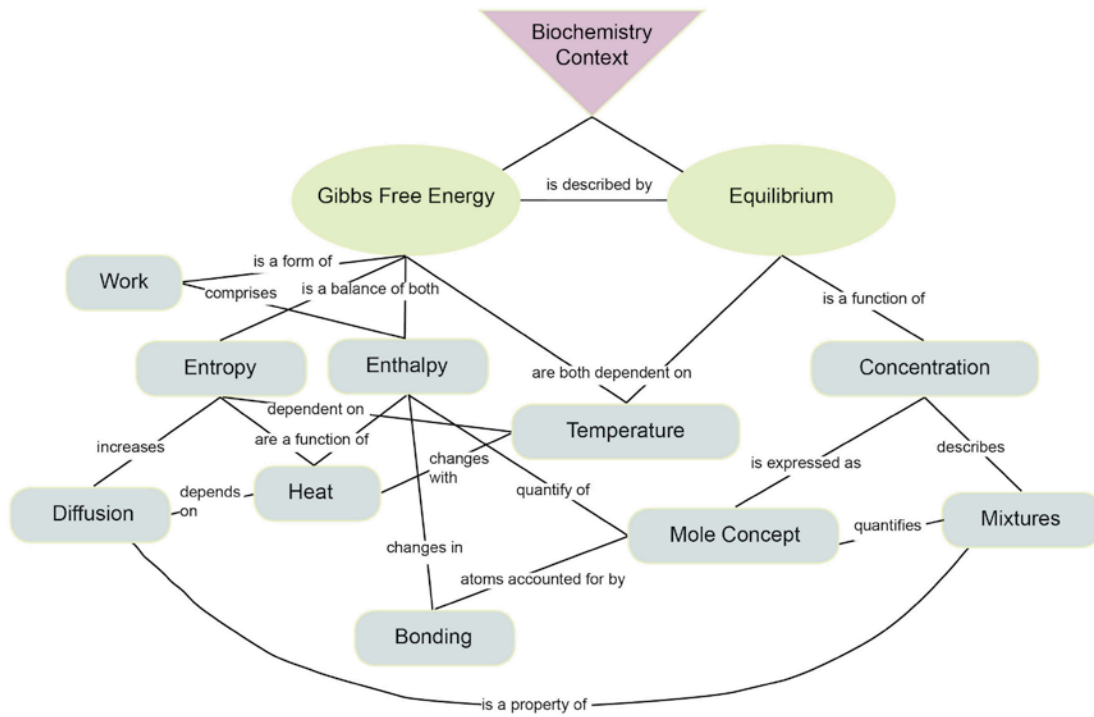 Biochemistry
Context
Gibbs Free Energy
is described by
Equilibrium
Work
is a form of
comprises
is a balance of both
is a function of
Entropy
Enthalpy
Concentration
are both dependent on
dependent on
Temperature
increases
are a function of
changes
with
is expressed as
describes
Diffusion
depends
on
Heat
quantify of
Mole Concept
quantifies
Mixtures
changes in
atoms accounted for by
Bonding
is a property of